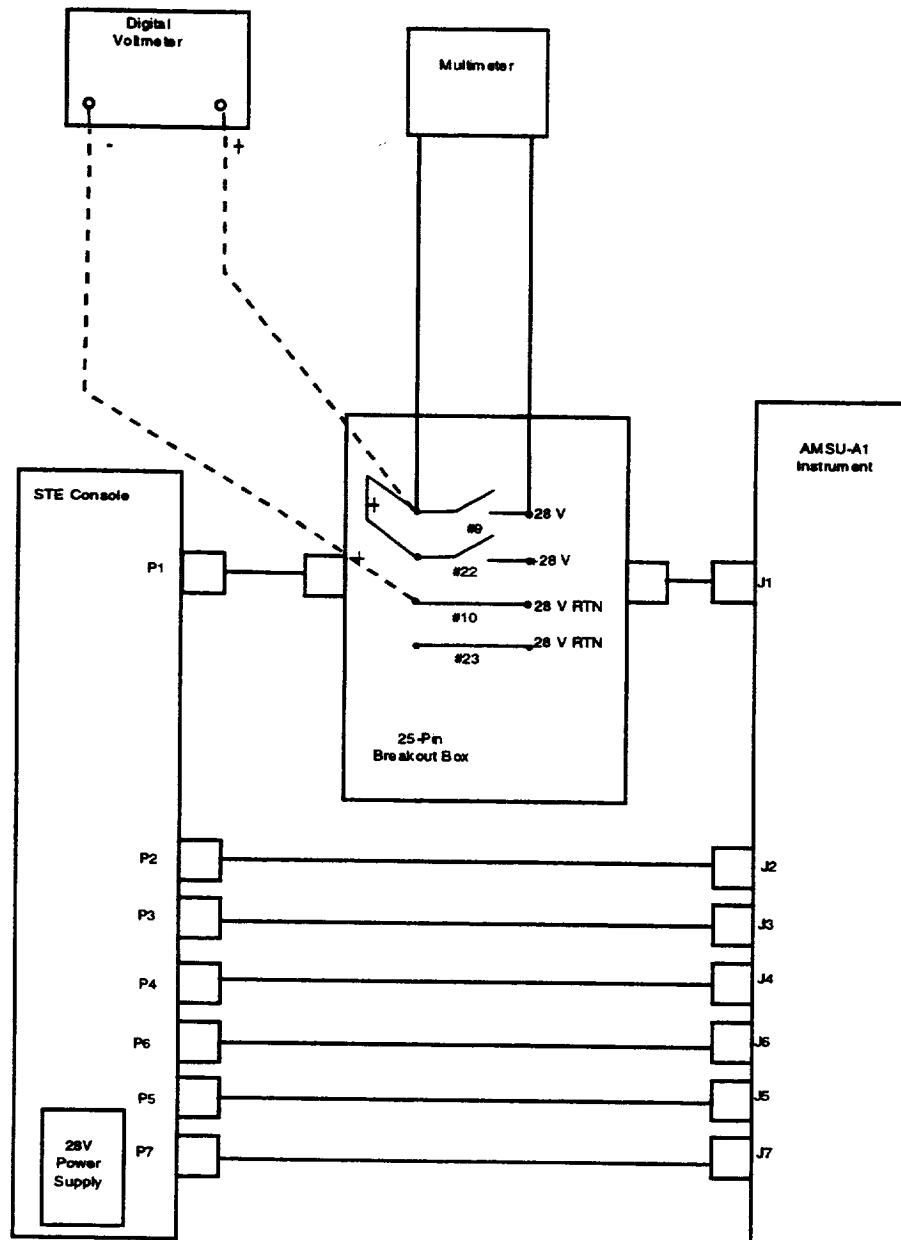 Digital
Voltmeter
-
+
Multimeter
AMSU-A1
Instrument
STE Console
+
#9
28 V
+
#22
28 V
P1
J1
#10
28 V RTN
#23
28 V RTN
25-Pin
Breakout Box
P2
J2
P3
J3
P4
J4
P6
J6
P5
J5
28V
Power
Supply
P7
J7